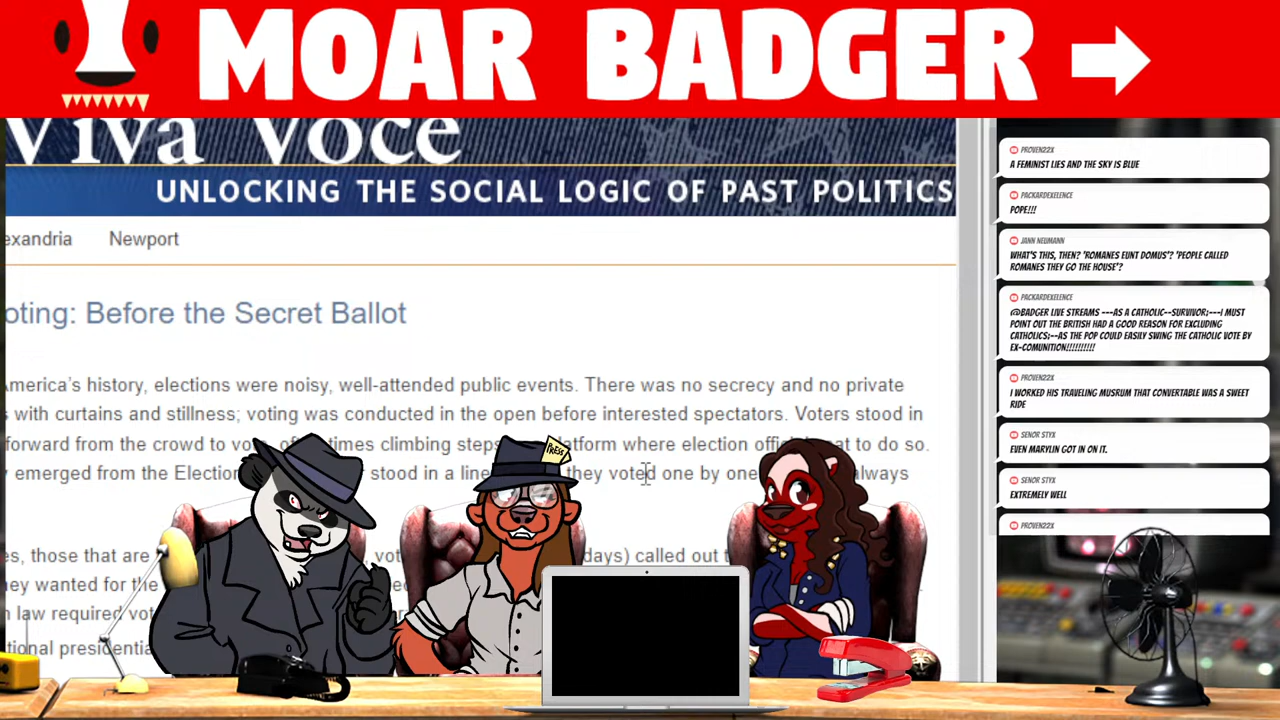 MOAR BADGER
Viva Voce
UNLOCKING THE SOCIAL LOGIC OF PAST POLITICS
exandria Newport
oting: Before the Secret Ballot
America's history, elections were noisy, well-attended public events. There was no secrecy and no private
s with curtains and stillness; voting was conducted in the open before interested spectators. Voters stood in
forward from the crowd to vo times climbing steps platform where election offi at to do so.
y emerged from the Election stood in a line they voted one by one always
es, those that are vot days) called out t
hey wanted for the
n law required vot
tional presidentia
PRESS
PROVEN22X
A FEMINIST LIES AND THE SKY IS BLUE
PACKARDEXELENCE
POPE!!!
JANN NEUMANN
WHAT'S THIS, THEN? 'ROMANES EUNT DOMUS'? 'PEOPLE CALLED
ROMANES THEY GO THE HOUSE'?
PACKARDEXELENCE
@BADGER LIVE STREAMS ---AS A CATHOLIC--SURVIVOR;---I MUST
POINT OUT THE BRITISH HAD A GOOD REASON FOR EXCLUDING
CATHOLICS;--AS THE POP COULD EASILY SWING THE CATHOLIC VOTE BY
EX-COMUNITION!!!!!!!!!!
PROVEN22X
I WORKED HIS TRAVELING MUSRUM THAT CONVERTABLE WAS A SWEET
RIDE
SENOR STYX
EVEN MARYLIN GOT IN ON IT.
SENOR STYX
EXTREMELY WELL
PROVEN22X